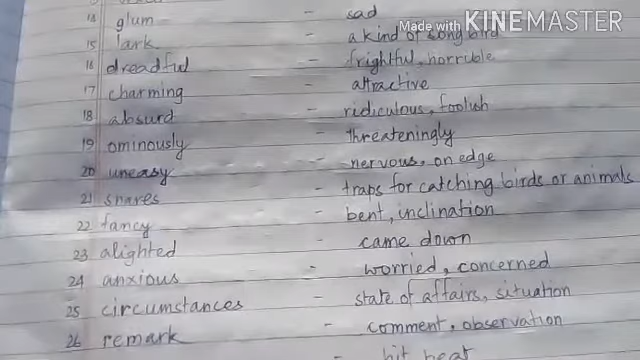 Made with KINEMASTER
14 glum - sad
15 lark - a kind of song bird
16 dreadful - frightful, horrible
17 charming - attractive
18 absurd - ridiculous, foolish
19 ominously - threateningly
20 uneasy - nervous, on edge
21 snares - traps for catching birds or animals
22 fancy - bent, inclination
23 alighted - came down
24 anxious - worried, concerned
25 circumstances - state of affairs, situation
26 remark - comment, observation
- hit, beat